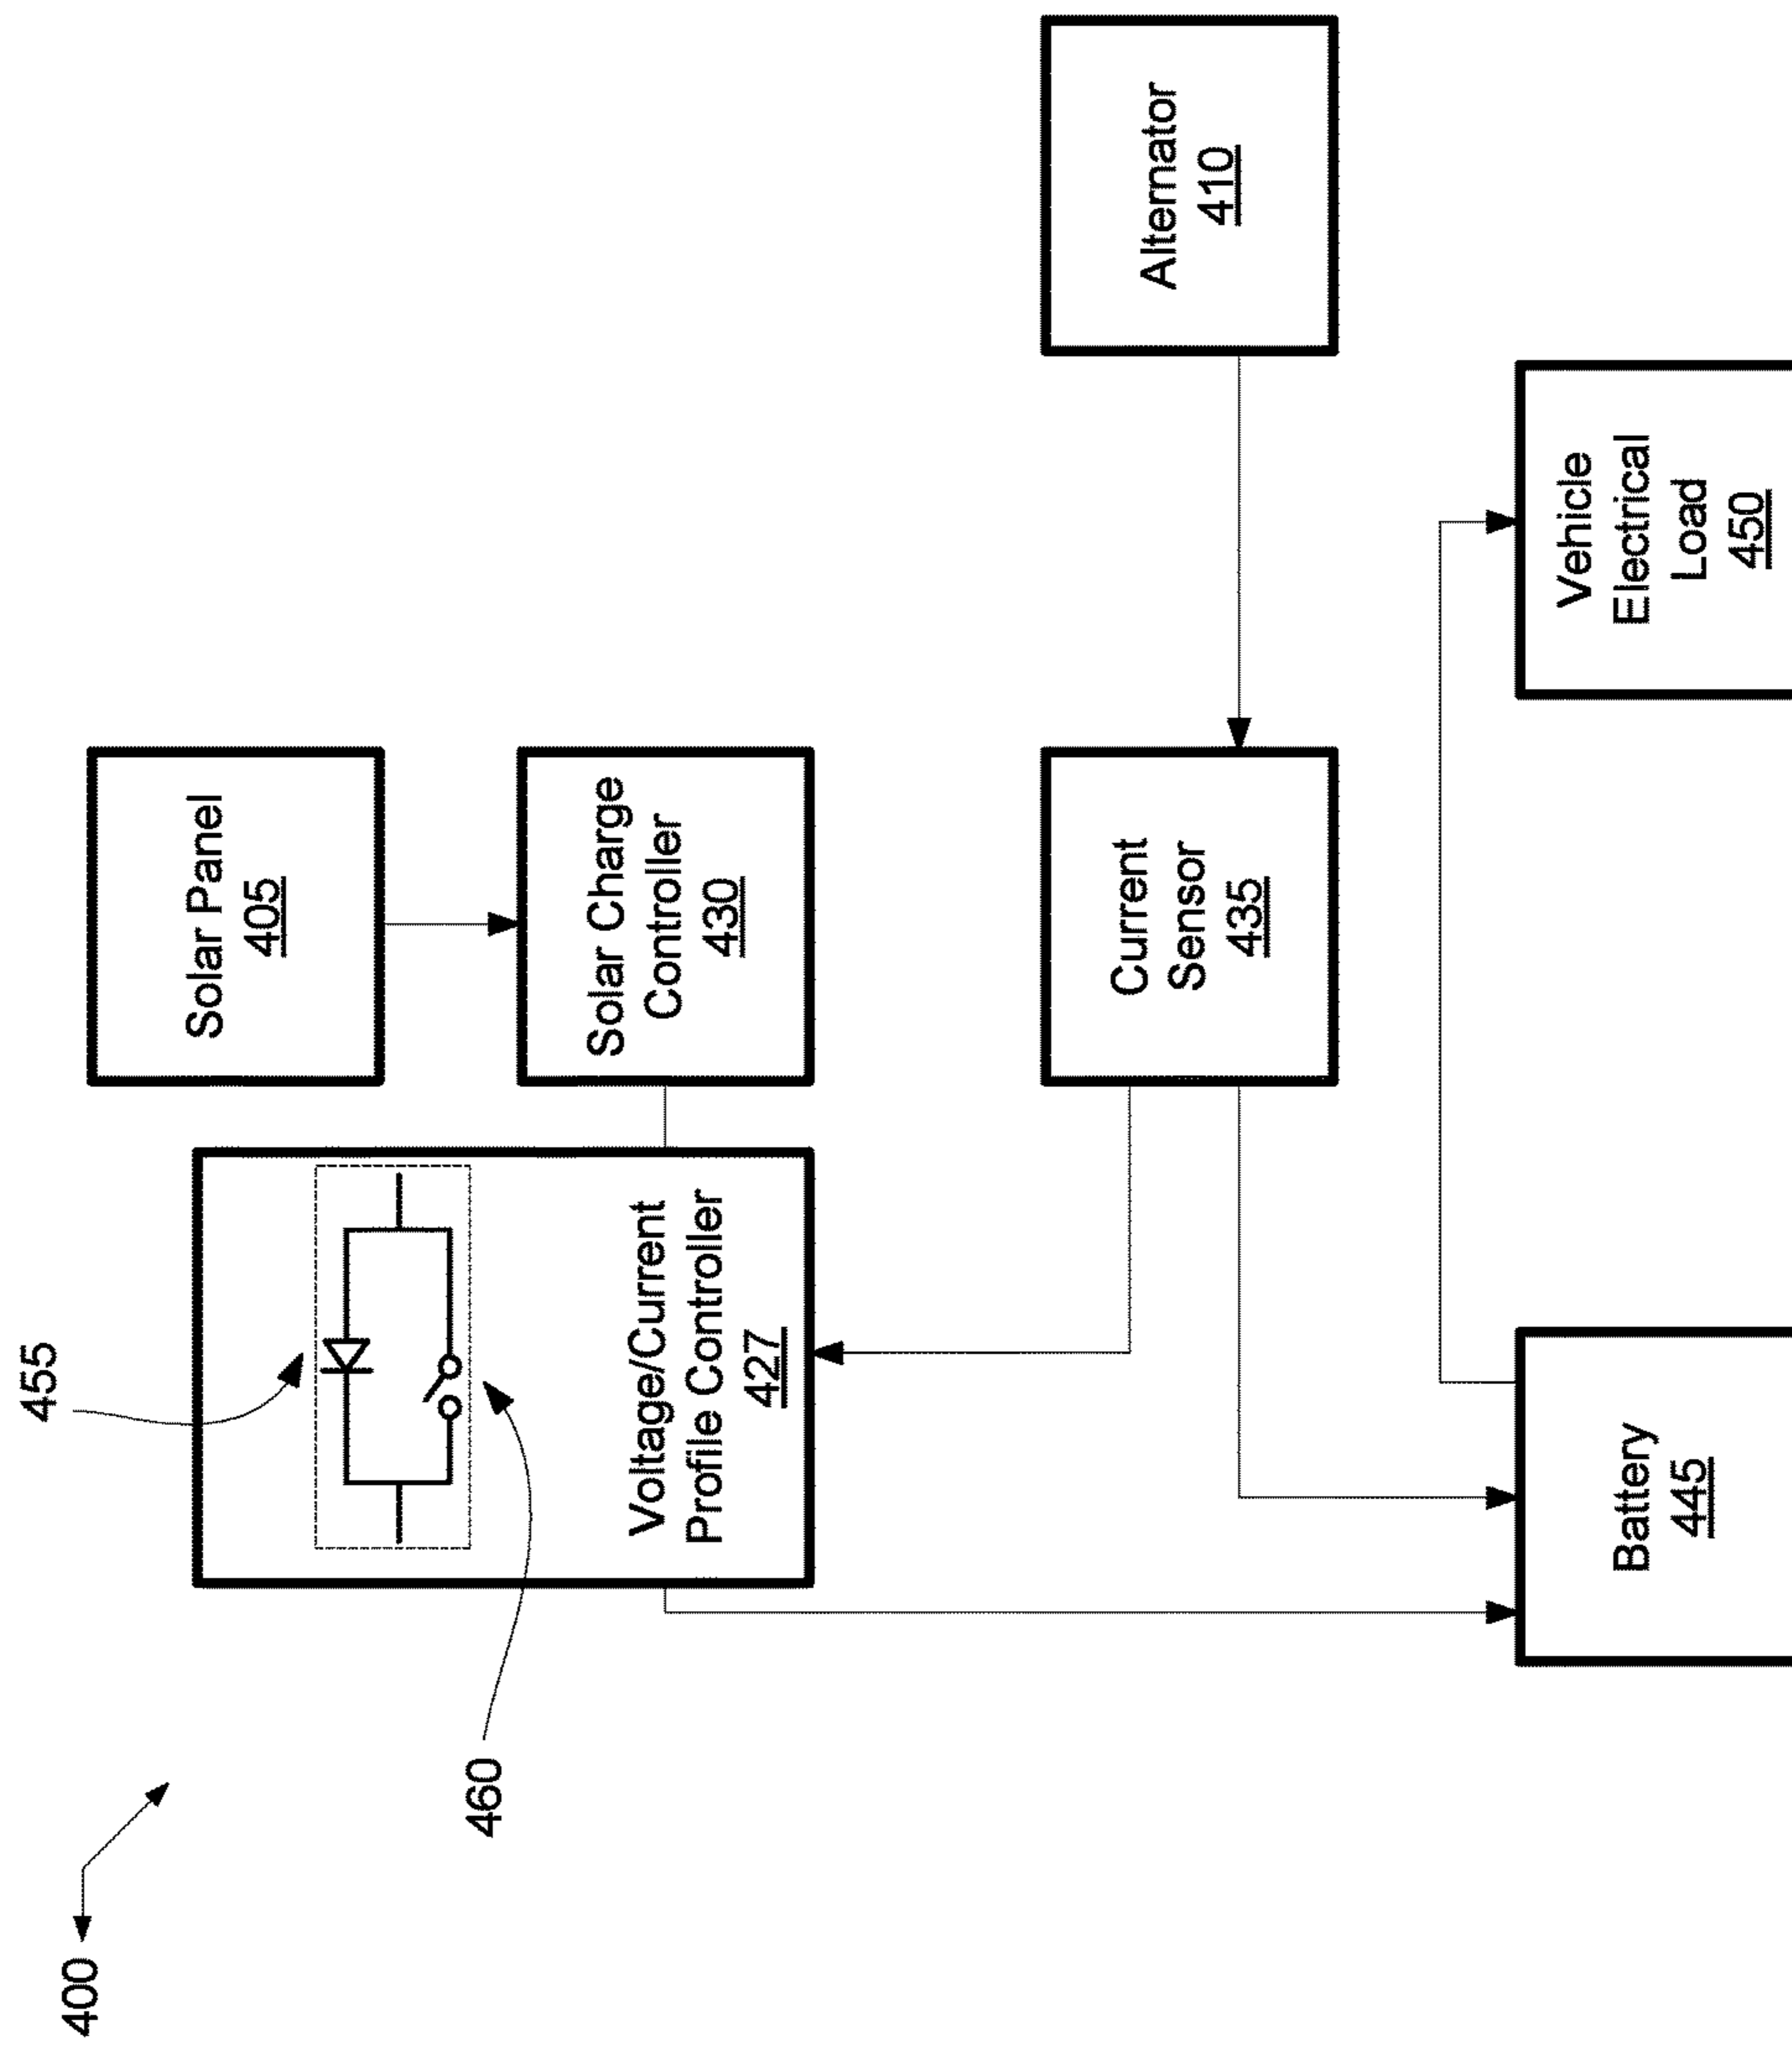 400
455
460
Voltage/Current
Profile Controller
427
Solar Panel
405
Solar Charge
Controller
430
Current
Sensor
435
Alternator
410
Battery
445
Vehicle
Electrical
Load
450